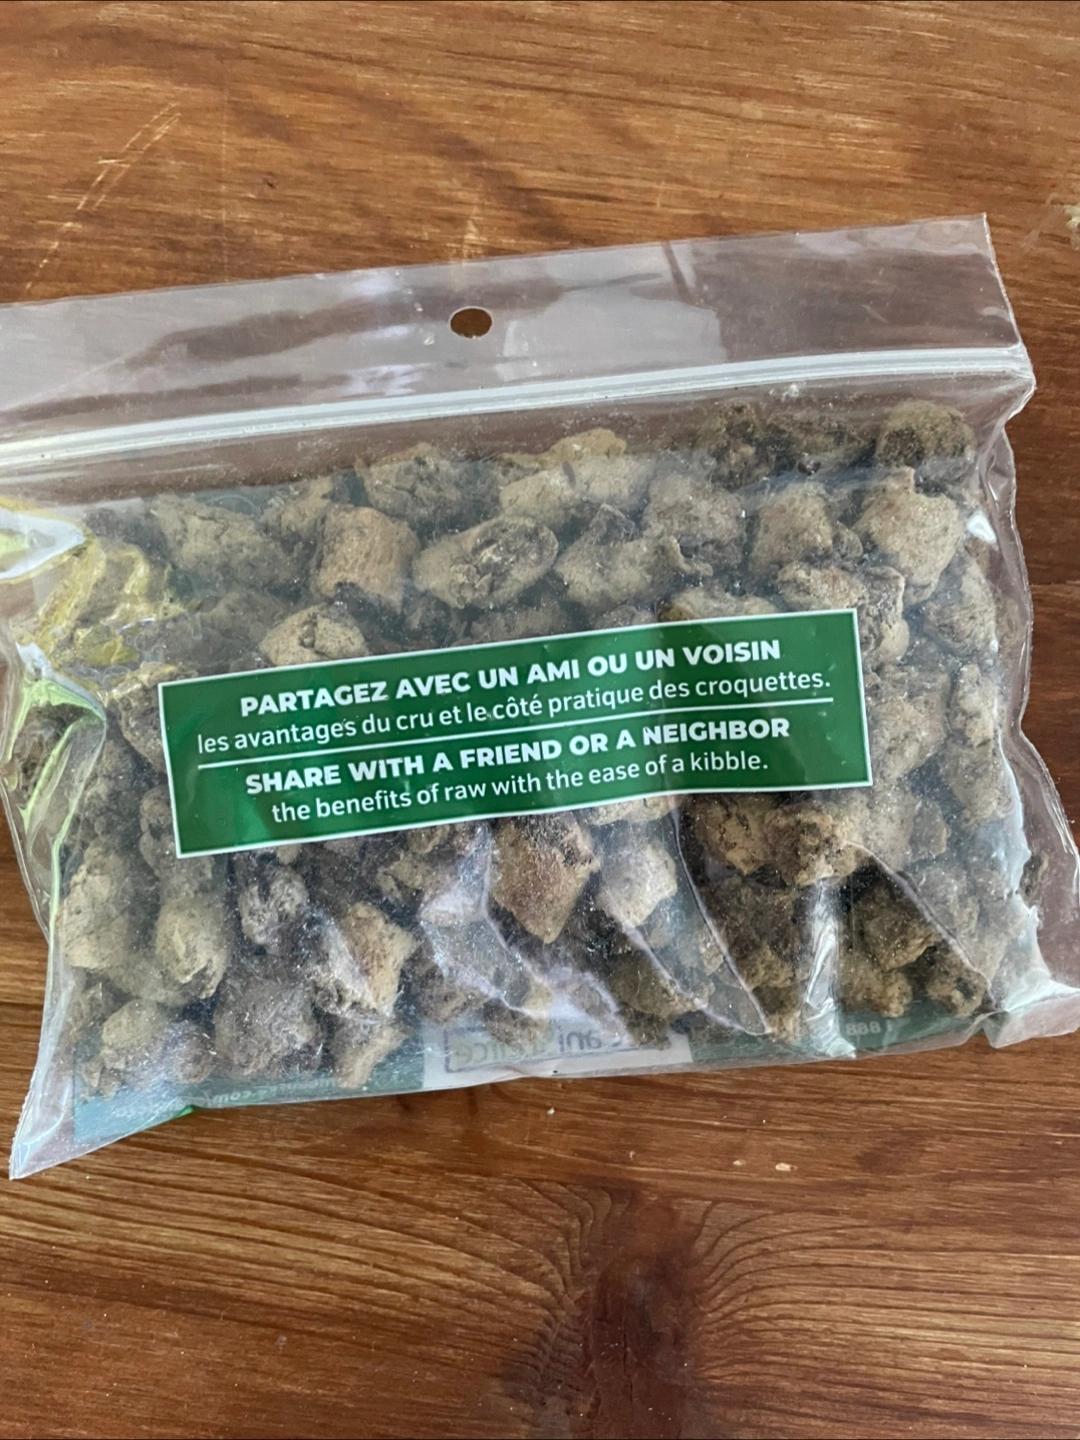 PARTAGEZ AVEC UN AMI OU UN VOISIN
les avantages du cru et le côté pratique des croquettes.
SHARE WITH A FRIEND OR A NEIGHBOR
the benefits of raw with the ease of a kibble.